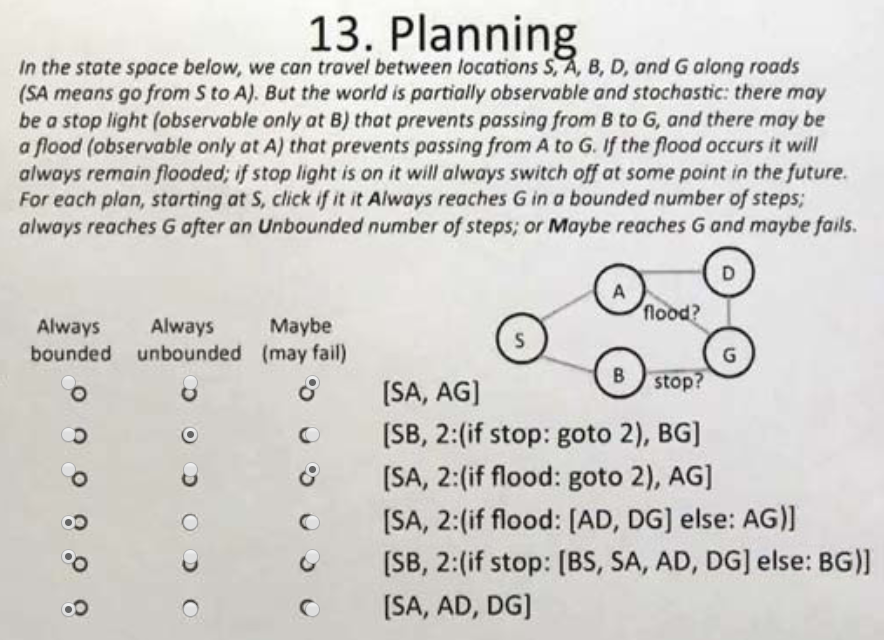 13. Planning
In the state space below, we can travel between locations S, A, B, D, and G along roads
(SA means go from S to A). But the world is partially observable and stochastic: there may
be a stop light (observable only at B) that prevents passing from B to G, and there may be
a flood (observable only at A) that prevents passing from A to G. If the flood occurs it will
always remain flooded; if stop light is on it will always switch off at some point in the future.
For each plan, starting at S, click if it it Always reaches G in a bounded number of steps;
always reaches G after an Unbounded number of steps; or Maybe reaches G and maybe fails.
D
A
flood?
S
G
B
stop?
Always bounded
Always unbounded
Maybe (may fail)
[SA, AG]
[SB, 2:(if stop: goto 2), BG]
[SA, 2:(if flood: goto 2), AG]
[SA, 2:(if flood: [AD, DG] else: AG)]
[SB, 2:(if stop: [BS, SA, AD, DG] else: BG)]
[SA, AD, DG]